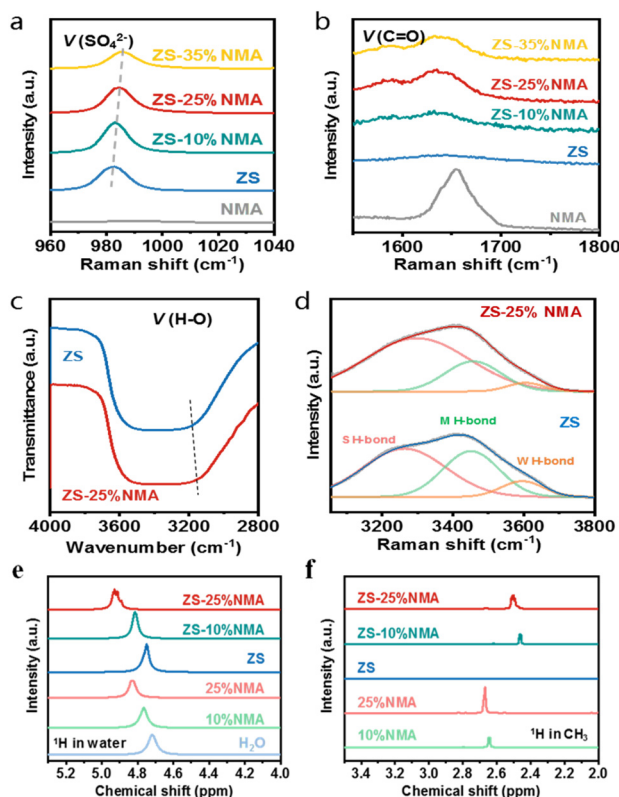 a
V (SO₄²⁻)
ZS-35% NMA
ZS-25% NMA
ZS-10% NMA
ZS
NMA
Intensity (a.u.)
960 980 1000 1020 1040
Raman shift (cm⁻¹)
b
V (C=O)
ZS-35% NMA
ZS-25%NMA
ZS-10% NMA
ZS
NMA
Intensity (a.u.)
1600 1700 1800
Raman shift (cm⁻¹)
c
V (H-O)
ZS
ZS-25%NMA
Transmittance (a.u.)
4000 3600 3200 2800
Wavenumber (cm⁻¹)
d
ZS-25% NMA
ZS
S H-bond
M H-bond
W H-bond
Intensity (a.u.)
3200 3400 3600 3800
Raman shift (cm⁻¹)
e
ZS-25%NMA
ZS-10%NMA
ZS
25%NMA
10%NMA
¹H in water
H₂O
Intensity (a.u.)
5.2 4.8 4.6 4.4 4.2 4.0
Chemical shift (ppm)
f
ZS-25%NMA
ZS-10%NMA
ZS
25%NMA
10%NMA
¹H in CH₃
Intensity (a.u.)
3.4 3.2 3.0 2.8 2.6 2.4 2.2 2.0
Chemical shift (ppm)